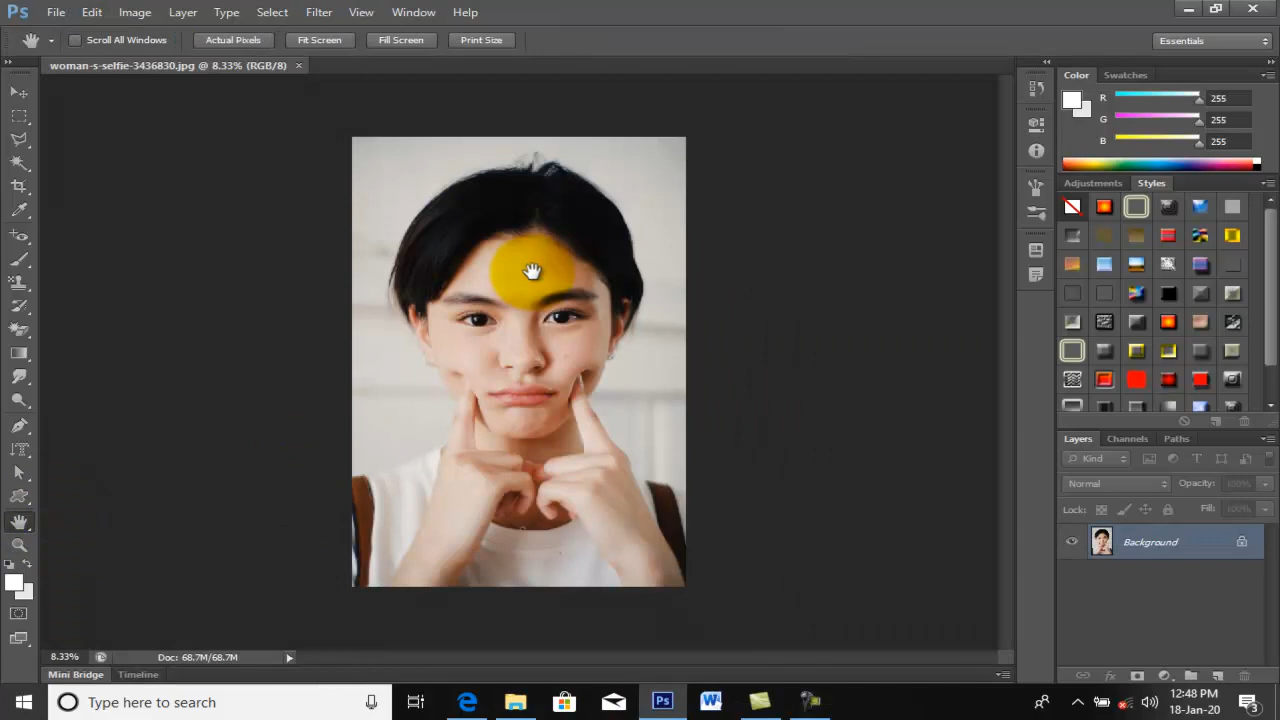 Ps File Edit Image Layer Type Select Filter View Window Help
Scroll All Windows Actual Pixels Fit Screen Fill Screen Print Size Essentials
woman-s-selfie-3436830.jpg @ 8.33% (RGB/8) ×
Color Swatches
R 255
G 255
B 255
Adjustments Styles
Layers Channels Paths
Kind
Normal Opacity: 100%
Lock: Fill: 100%
Background
8.33% Doc: 68.7M/68.7M
Mini Bridge Timeline
Type here to search
Ps
W
12:48 PM
18-Jan-20
3